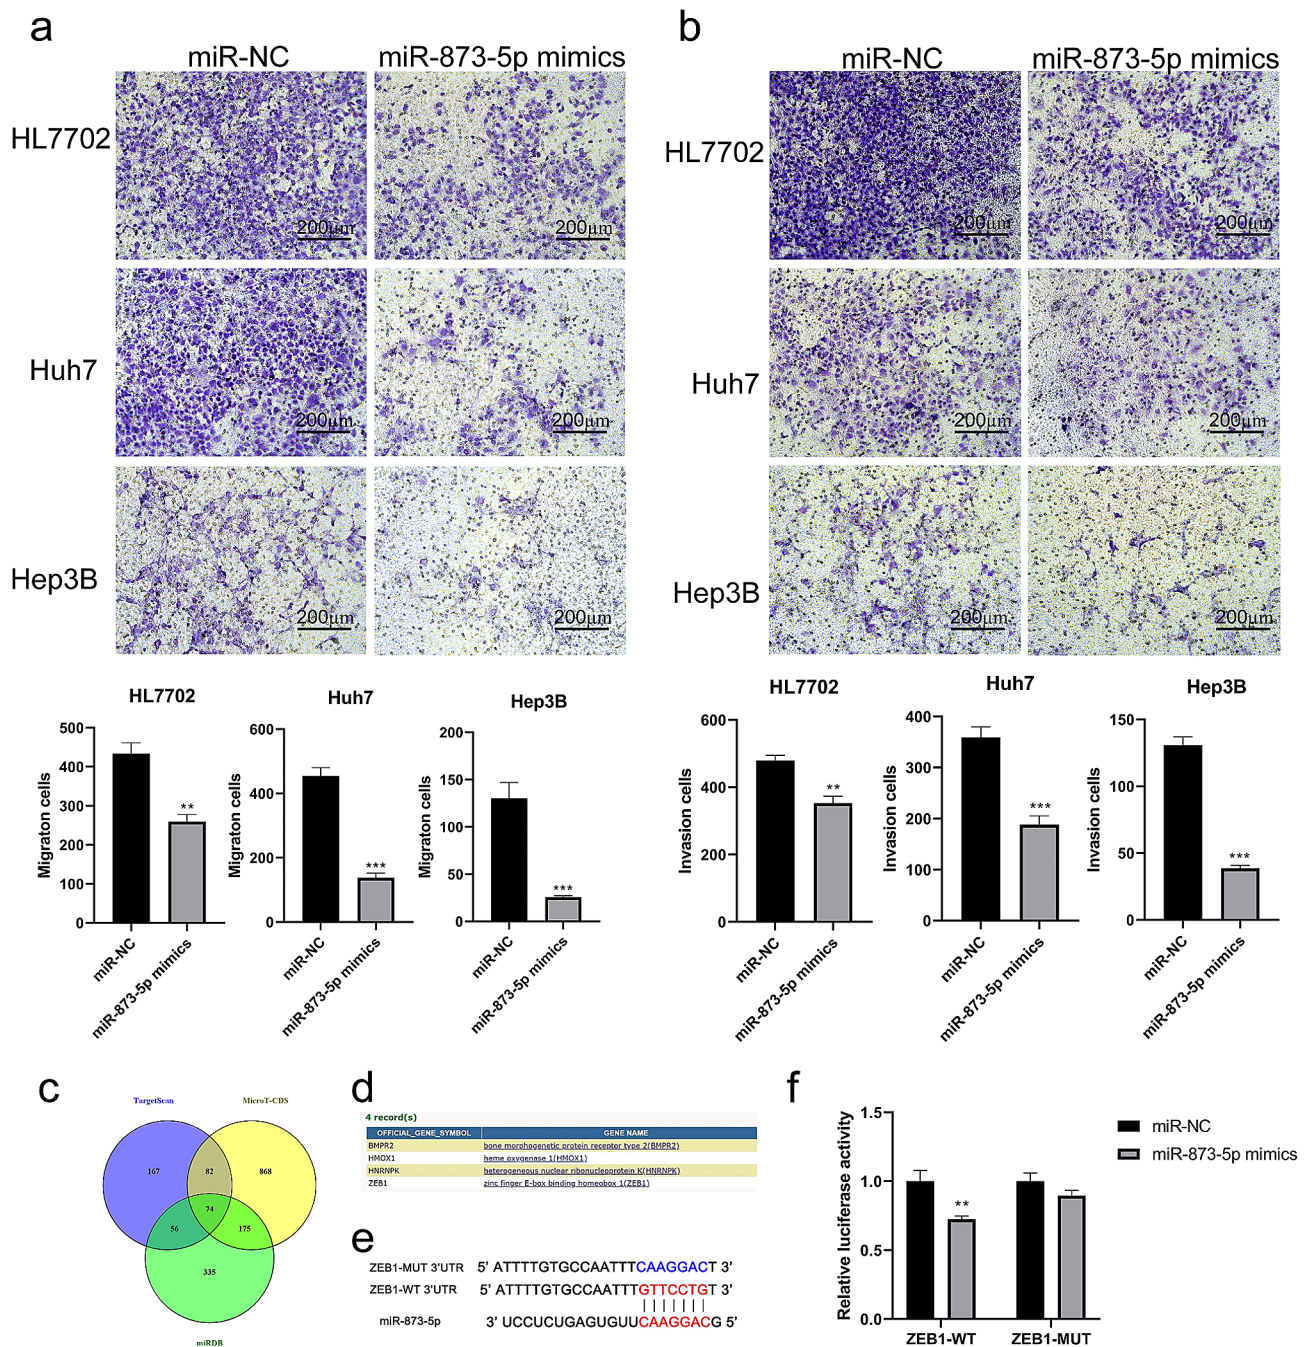 a
miR-NC
miR-873-5p mimics
HL7702
200μm
200μm
Huh7
200μm
200μm
Hep3B
200μm
200μm
HL7702
Migraton cells
500
400
300
200
100
0
**
miR-NC
miR-873-5p mimics
Huh7
Migraton cells
600
400
200
0
***
miR-NC
miR-873-5p mimics
Hep3B
Migraton cells
200
150
100
50
0
***
miR-NC
miR-873-5p mimics
b
miR-NC
miR-873-5p mimics
HL7702
200μm
200μm
Huh7
200μm
200μm
Hep3B
200μm
200μm
HL7702
Invasion cells
600
400
200
0
**
miR-NC
miR-873-5p mimics
Huh7
Invasion cells
400
300
200
100
0
***
miR-NC
miR-873-5p mimics
Hep3B
Invasion cells
150
100
50
0
***
miR-NC
miR-873-5p mimics
c
TargetScan
MicroT-CDS
167
82
868
74
56
175
335
miRDB
d
4 record(s)
OFFICIAL_GENE_SYMBOL GENE NAME
BMPR2 bone morphogenetic protein receptor type 2(BMPR2)
HMOX1 heme oxygenase 1(HMOX1)
HNRNPK heterogeneous nuclear ribonucleoprotein K(HNRNPK)
ZEB1 zinc finger E-box binding homeobox 1(ZEB1)
e
ZEB1-MUT 3'UTR 5' ATTTTGTGCCAATTTCAAGGACT 3'
ZEB1-WT 3'UTR 5' ATTTTGTGCCAATTTGTTCCTGT 3'
miR-873-5p 3' UCCUCUGAGUGUUCAAGGACG 5'
f
Relative luciferase activity
1.5
1.0
0.5
0.0
**
ZEB1-WT
ZEB1-MUT
miR-NC
miR-873-5p mimics